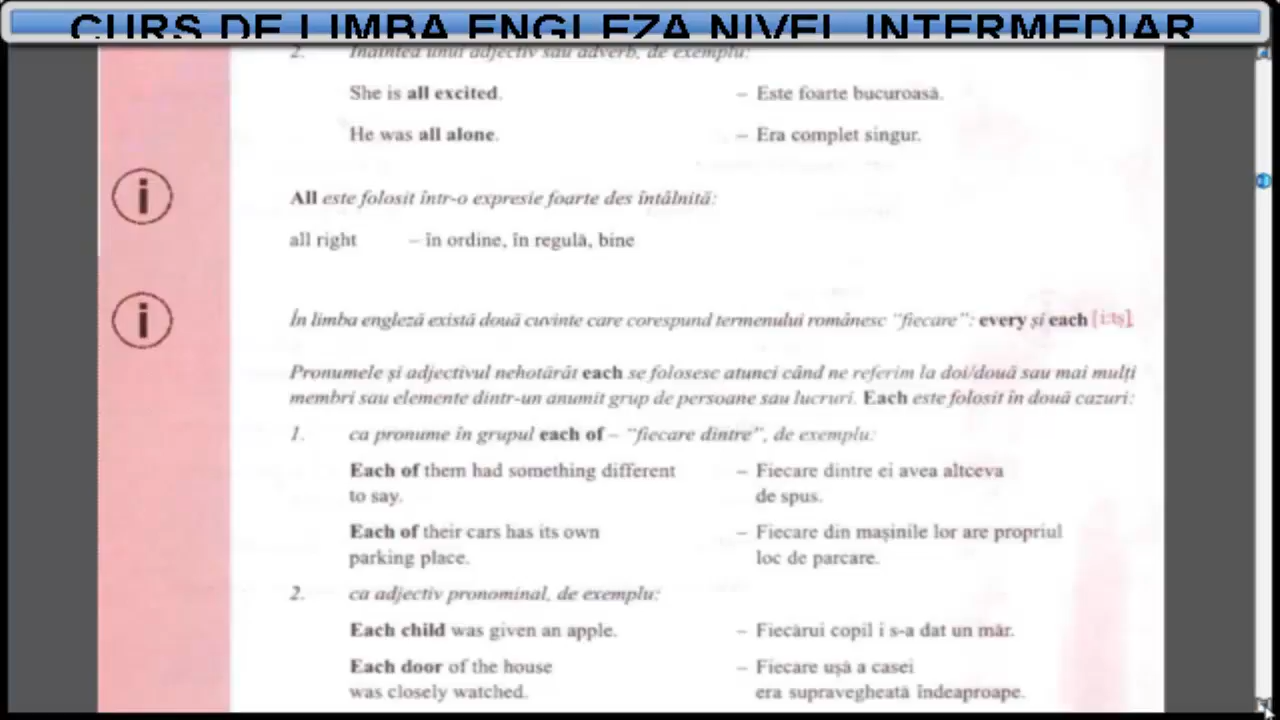 CURS DE LIMBA ENGLEZA NIVEL INTERMEDIAR
2. Înaintea unui adjectiv sau adverb, de exemplu:
She is all excited. – Este foarte bucuroasă.
He was all alone. – Era complet singur.
i
All este folosit într-o expresie foarte des întâlnită:
all right – în ordine, în regulă, bine
i
În limba engleză există două cuvinte care corespund termenului românesc "fiecare": every și each [i:tș].
Pronumele și adjectivul nehotărât each se folosesc atunci când ne referim la doi/două sau mai mulți
membri sau elemente dintr-un anumit grup de persoane sau lucruri. Each este folosit în două cazuri:
1. ca pronume în grupul each of – "fiecare dintre", de exemplu:
Each of them had something different – Fiecare dintre ei avea altceva
to say. de spus.
Each of their cars has its own – Fiecare din mașinile lor are propriul
parking place. loc de parcare.
2. ca adjectiv pronominal, de exemplu:
Each child was given an apple. – Fiecărui copil i s-a dat un măr.
Each door of the house – Fiecare ușă a casei
was closely watched. era supravegheată îndeaproape.